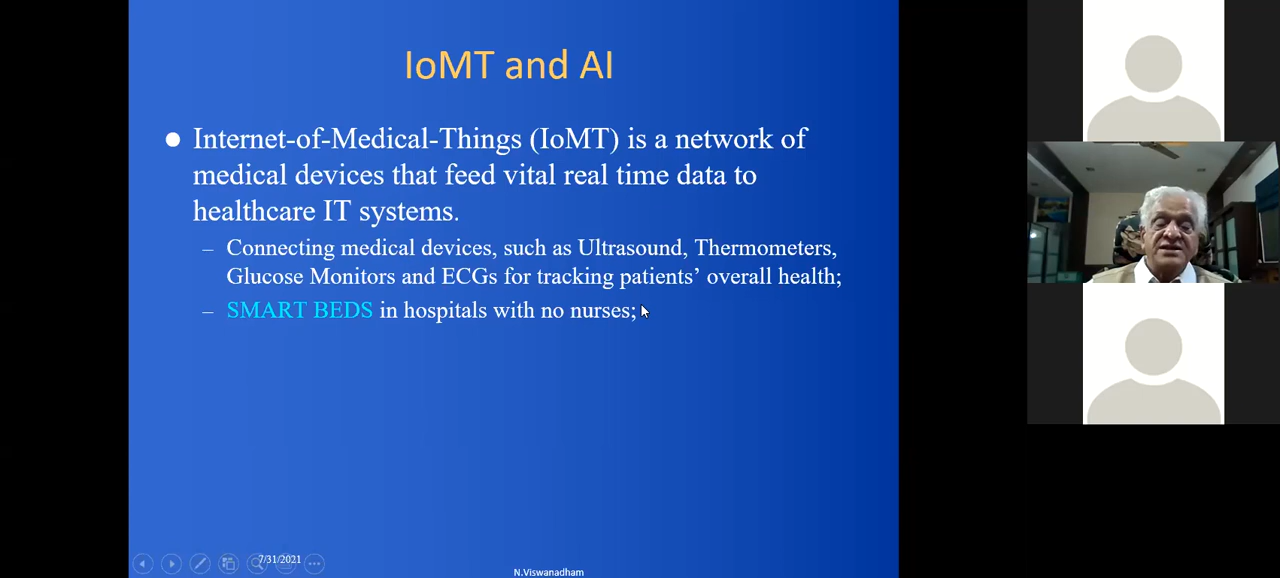 IoMT and AI
Internet-of-Medical-Things (IoMT) is a network of
medical devices that feed vital real time data to
healthcare IT systems.
– Connecting medical devices, such as Ultrasound, Thermometers,
Glucose Monitors and ECGs for tracking patients’ overall health;
– SMART BEDS in hospitals with no nurses;
7/31/2021
N.Viswanadham